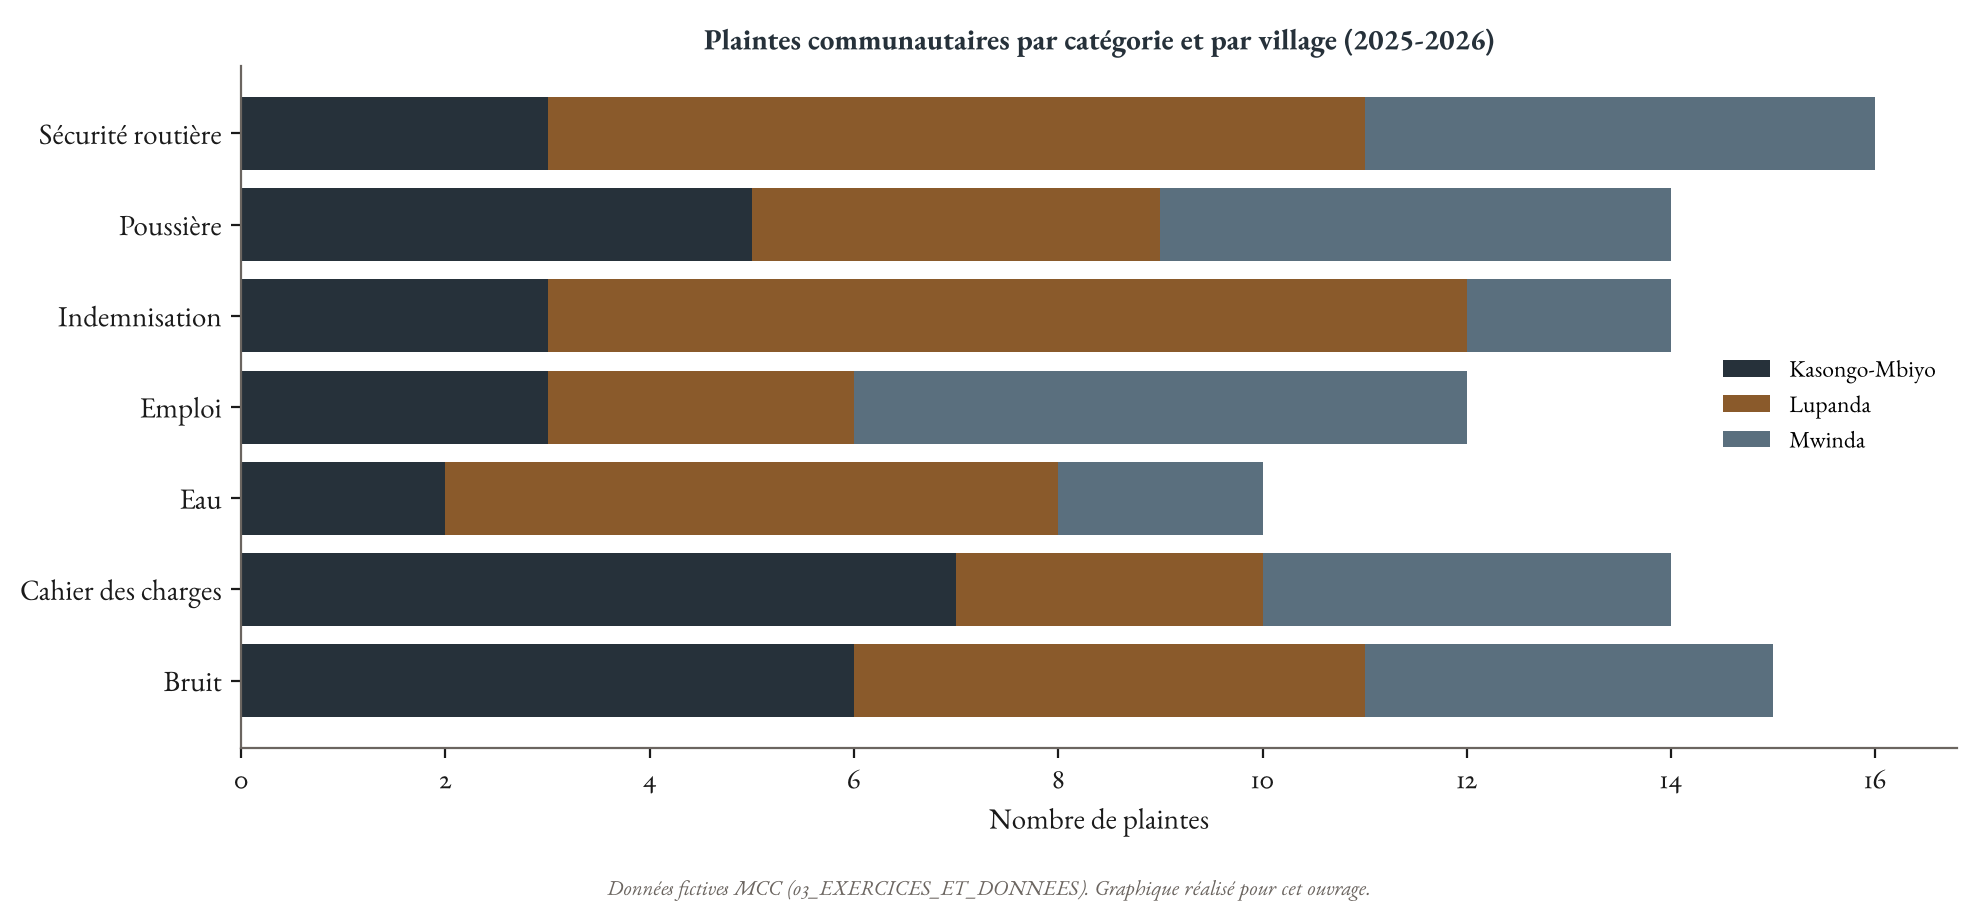 Plaintes communautaires par catégorie et par village (2025-2026)
Sécurité routière
Poussière
Indemnisation
Emploi
Eau
Cahier des charges
Bruit
Kasongo-Mbiyo
Lupanda
Mwinda
0 2 4 6 8 10 12 14 16
Nombre de plaintes
Données fictives MCC (03_EXERCICES_ET_DONNEES). Graphique réalisé pour cet ouvrage.